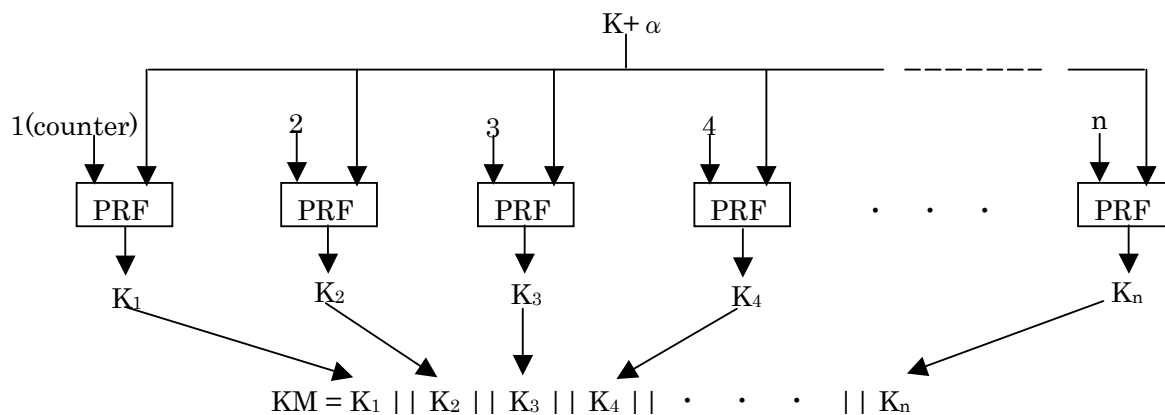 K+ α
1(counter) 2 3 4 n
PRF PRF PRF PRF · · · PRF
K₁ K₂ K₃ K₄ Kₙ
KM = K₁ || K₂ || K₃ || K₄ || · · · || Kₙ